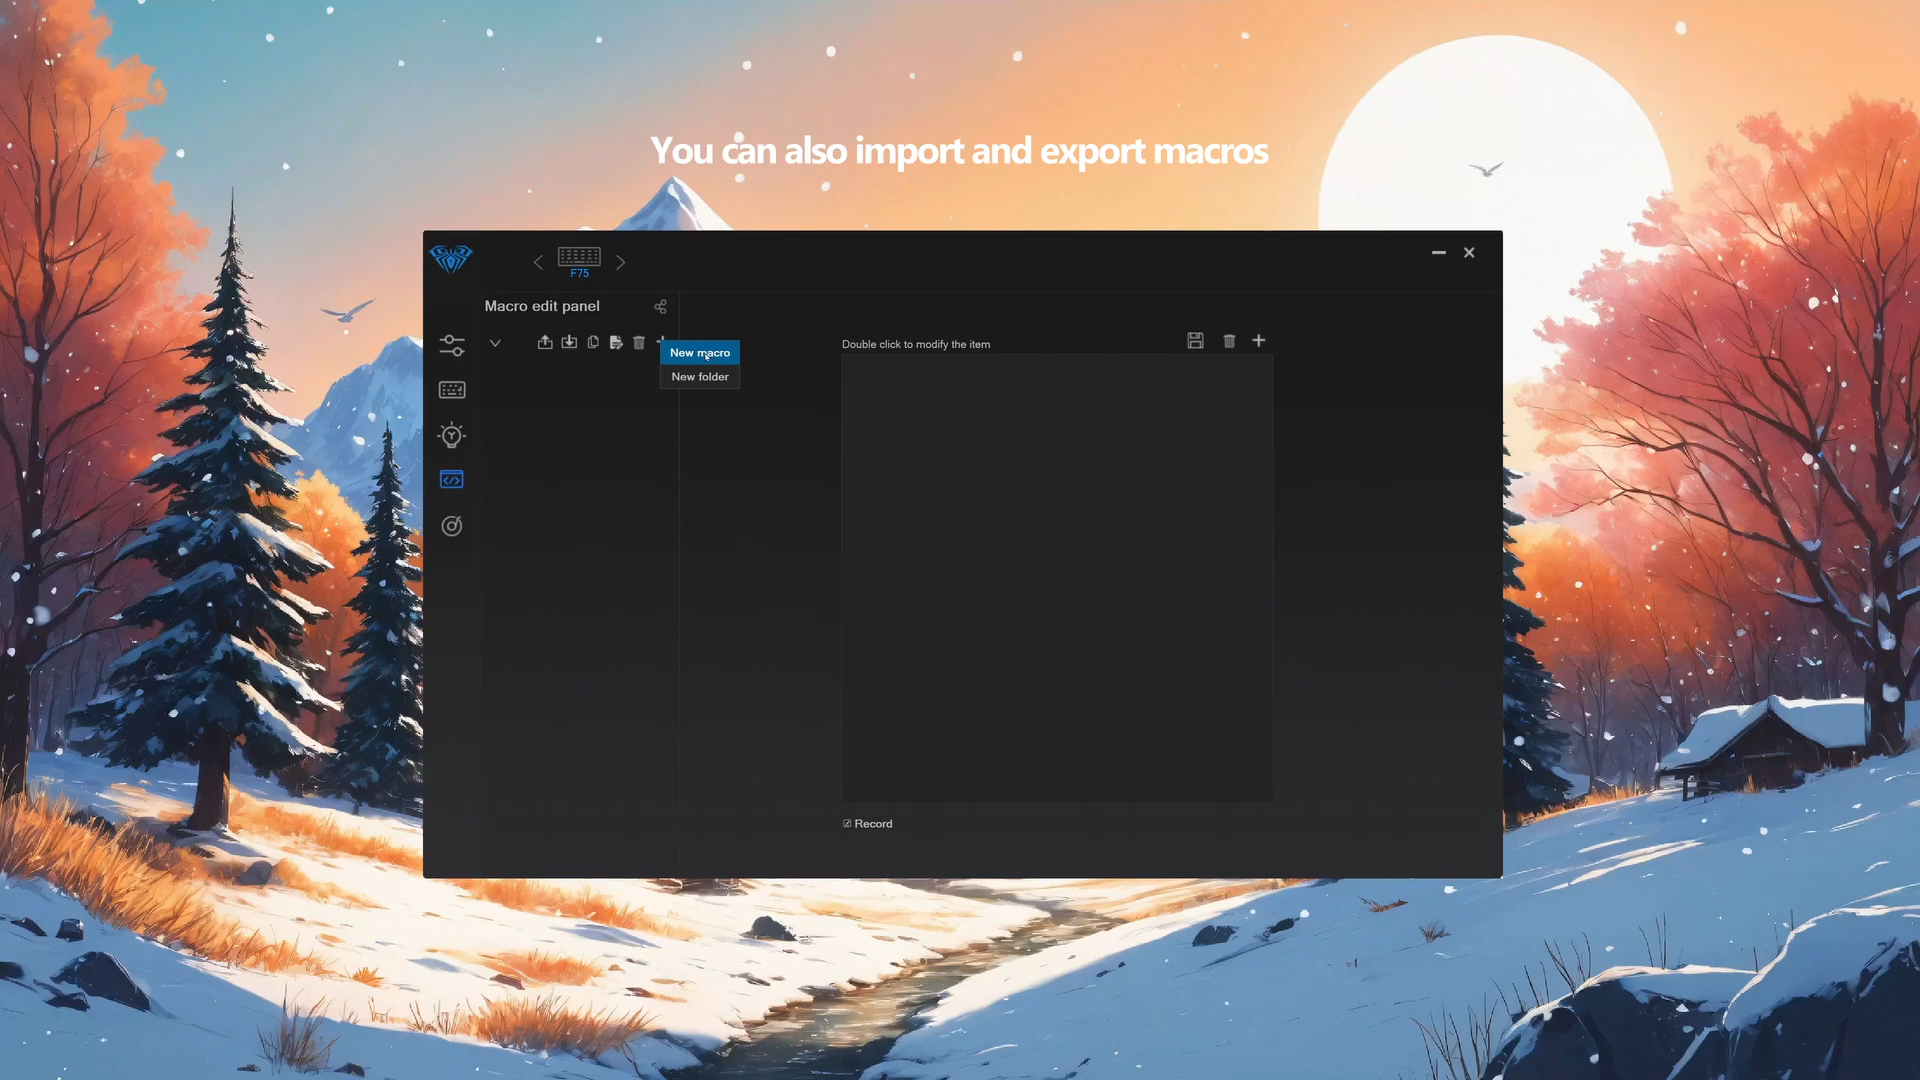 You can also import and export macros
F75
Macro edit panel
New macro
New folder
Double click to modify the item
Record